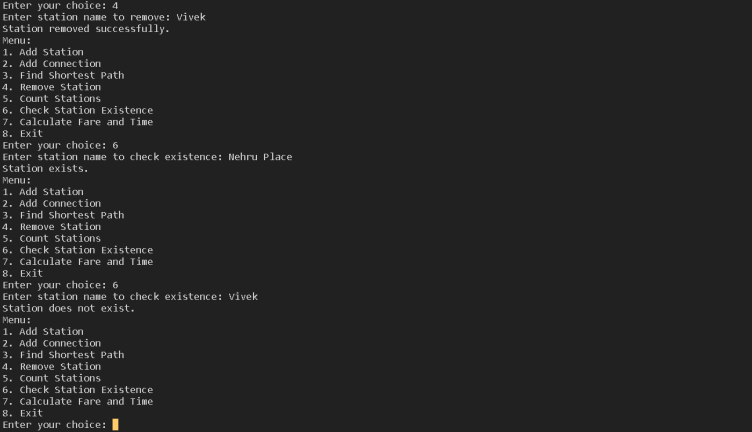 Enter your choice: 4
Enter station name to remove: Vivek
Station removed successfully.
Menu:
1. Add Station
2. Add Connection
3. Find Shortest Path
4. Remove Station
5. Count Stations
6. Check Station Existence
7. Calculate Fare and Time
8. Exit
Enter your choice: 6
Enter station name to check existence: Nehru Place
Station exists.
Menu:
1. Add Station
2. Add Connection
3. Find Shortest Path
4. Remove Station
5. Count Stations
6. Check Station Existence
7. Calculate Fare and Time
8. Exit
Enter your choice: 6
Enter station name to check existence: Vivek
Station does not exist.
Menu:
1. Add Station
2. Add Connection
3. Find Shortest Path
4. Remove Station
5. Count Stations
6. Check Station Existence
7. Calculate Fare and Time
8. Exit
Enter your choice: